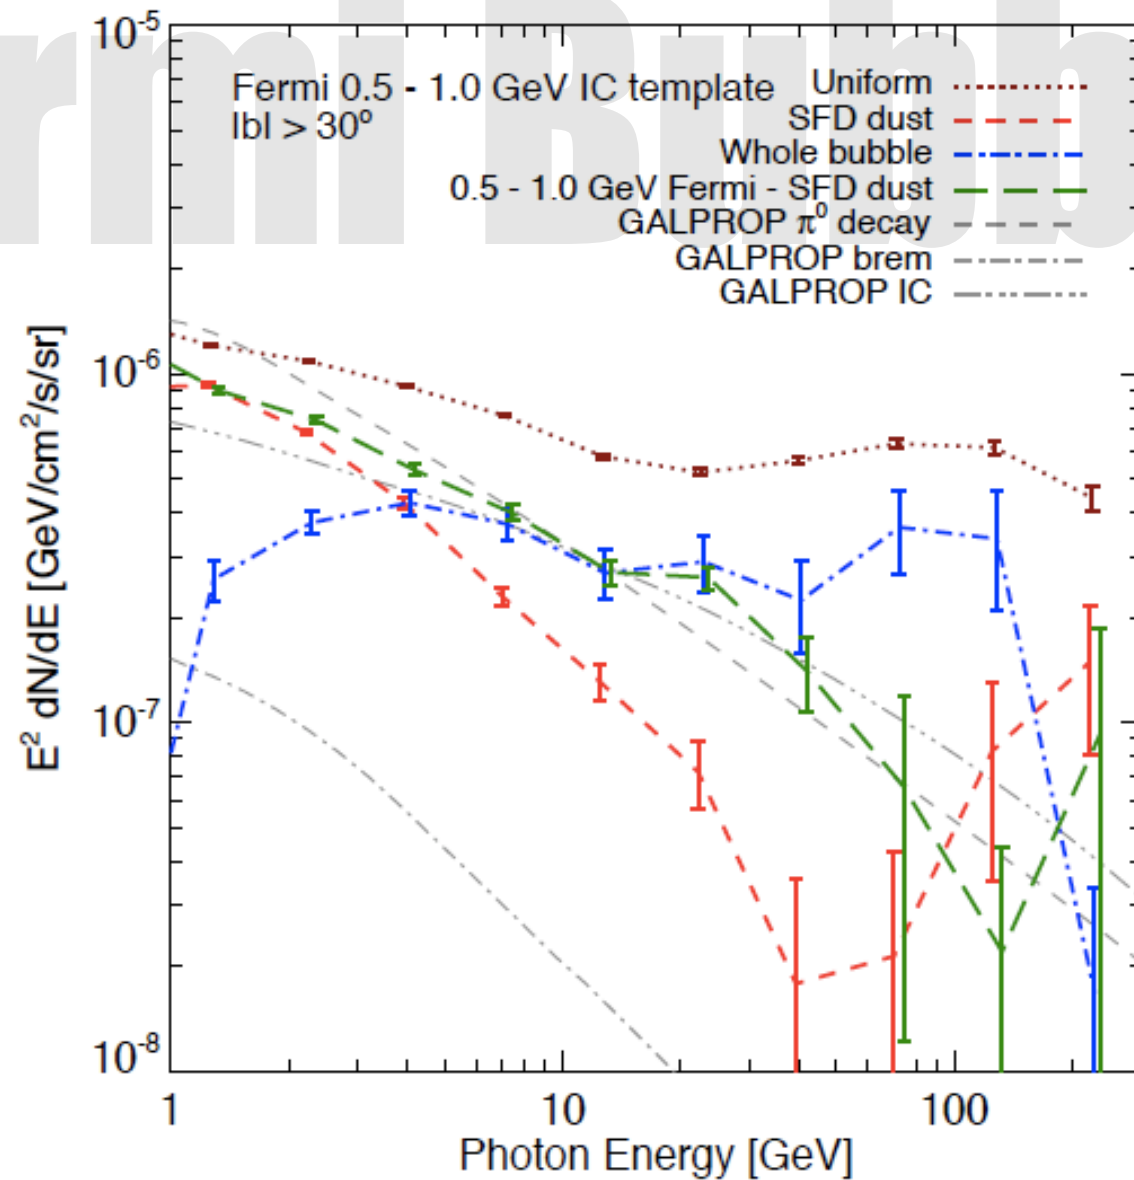 rmi Bubb
10⁻⁵
Fermi 0.5 - 1.0 GeV IC template
|b| > 30°
Uniform
SFD dust
Whole bubble
0.5 - 1.0 GeV Fermi - SFD dust
GALPROP π⁰ decay
GALPROP brem
GALPROP IC
10⁻⁶
10⁻⁷
10⁻⁸
E² dN/dE [GeV/cm²/s/sr]
1 10 100
Photon Energy [GeV]